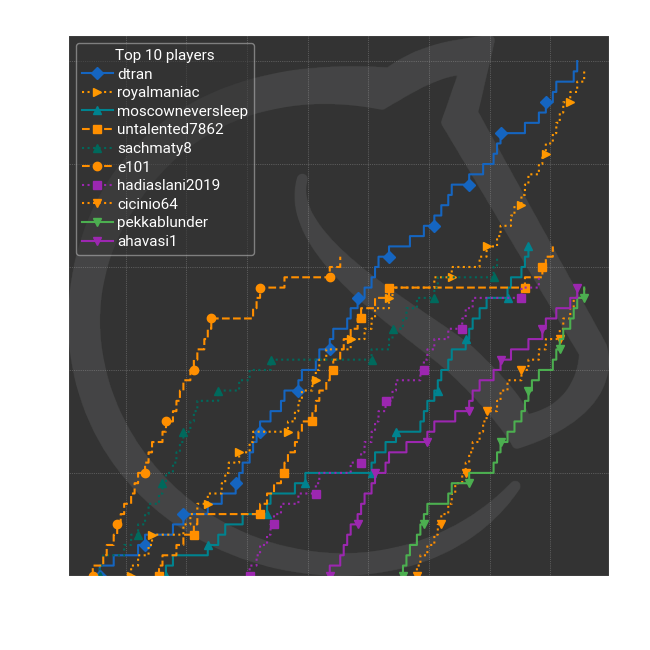 Top 10 players
dtran
royalmaniac
moscowneversleep
untalented7862
sachmaty8
e101
hadiaslani2019
cicinio64
pekkablunder
ahavasi1